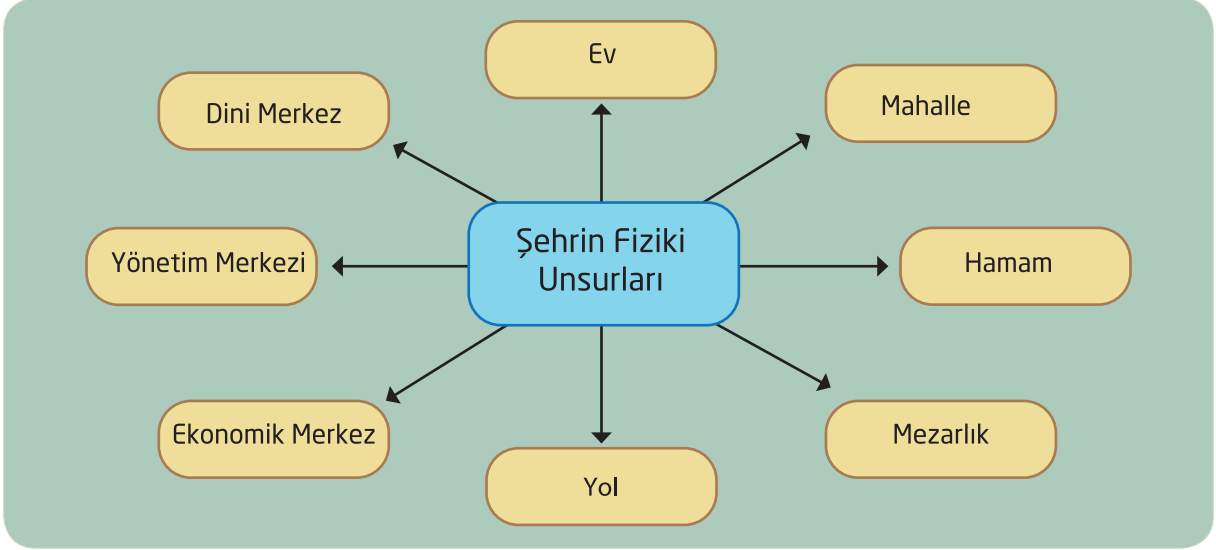 Ev
Dini Merkez
Mahalle
Şehrin Fiziki
Unsurları
Yönetim Merkezi
Hamam
Ekonomik Merkez
Mezarlık
Yol